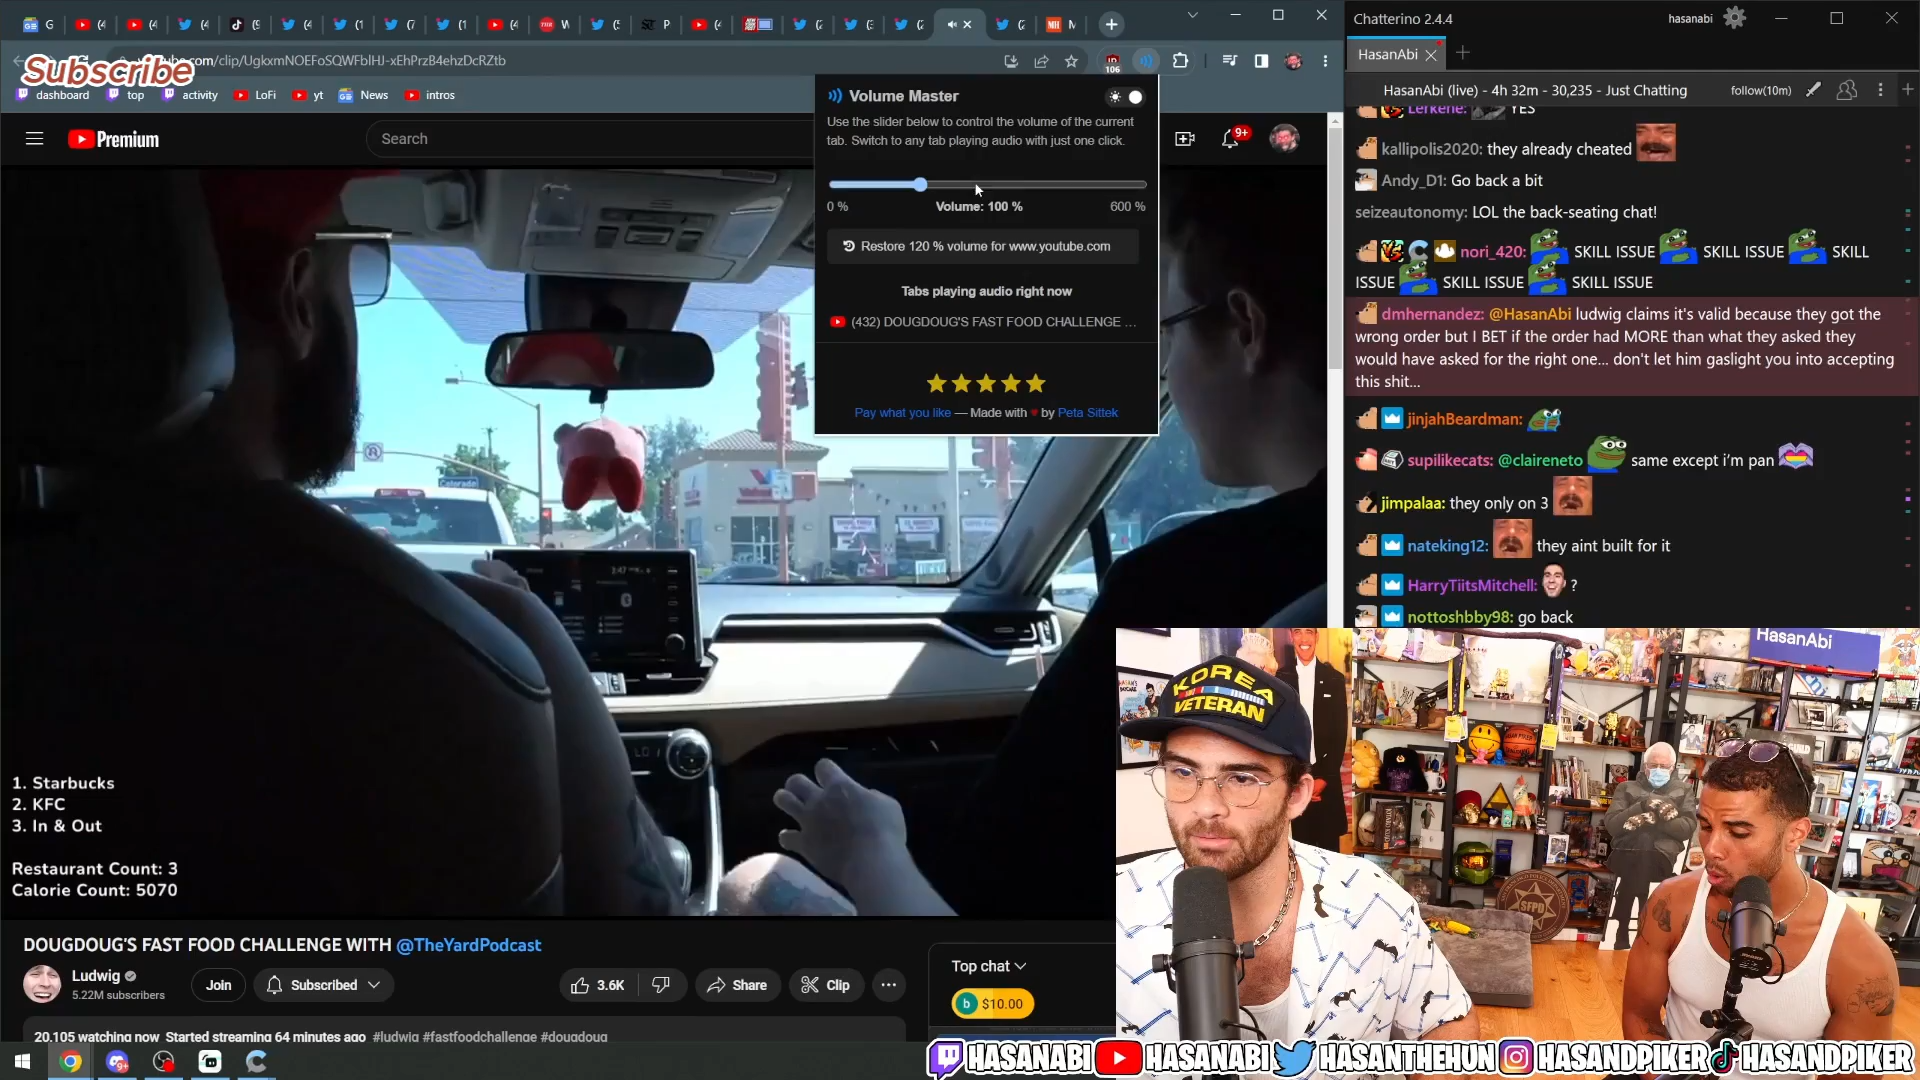 Subscribe
.com/clip/UgkxmNOEFoSQWFblHJ-xEhPrzB4ehzDcRZtb
106
dashboard
top
activity
LoFi
yt
News
intros
Premium
Search
9+
Volume Master
Use the slider below to control the volume of the current
tab. Switch to any tab playing audio with just one click.
0 %
Volume: 100 %
600 %
Restore 120 % volume for www.youtube.com
Tabs playing audio right now
(432) DOUGDOUG'S FAST FOOD CHALLENGE ...
Pay what you like — Made with ♥ by Peta Sittek
Colorado
3:47
1. Starbucks
2. KFC
3. In & Out
Restaurant Count: 3
Calorie Count: 5070
DOUGDOUG'S FAST FOOD CHALLENGE WITH @TheYardPodcast
Ludwig
5.22M subscribers
Join
Subscribed
3.6K
Share
Clip
Top chat
b $10.00
20,105 watching now Started streaming 64 minutes ago #ludwig #fastfoodchallenge #dougdoug
Chatterino 2.4.4
hasanabi
HasanAbi
HasanAbi (live) - 4h 32m - 30,235 - Just Chatting
follow(10m)
Lerkene: YES
kallipolis2020: they already cheated
Andy_D1: Go back a bit
seizeautonomy: LOL the back-seating chat!
nori_420: SKILL ISSUE SKILL ISSUE SKILL
ISSUE SKILL ISSUE SKILL ISSUE
dmhernandez: @HasanAbi ludwig claims it's valid because they got the
wrong order but I BET if the order had MORE than what they asked they
would have asked for the right one... don't let him gaslight you into accepting
this shit...
jinjahBeardman:
supilikecats: @claireneto same except i'm pan
jimpalaa: they only on 3
nateking12: they aint built for it
HarryTiitsMitchell: ?
nottoshbby98: go back
HasanAbi
KOREA
VETERAN
SFPD
HASANABI
HASANABI
HASANTHEHUN
HASANDPIKER
HASANDPIKER